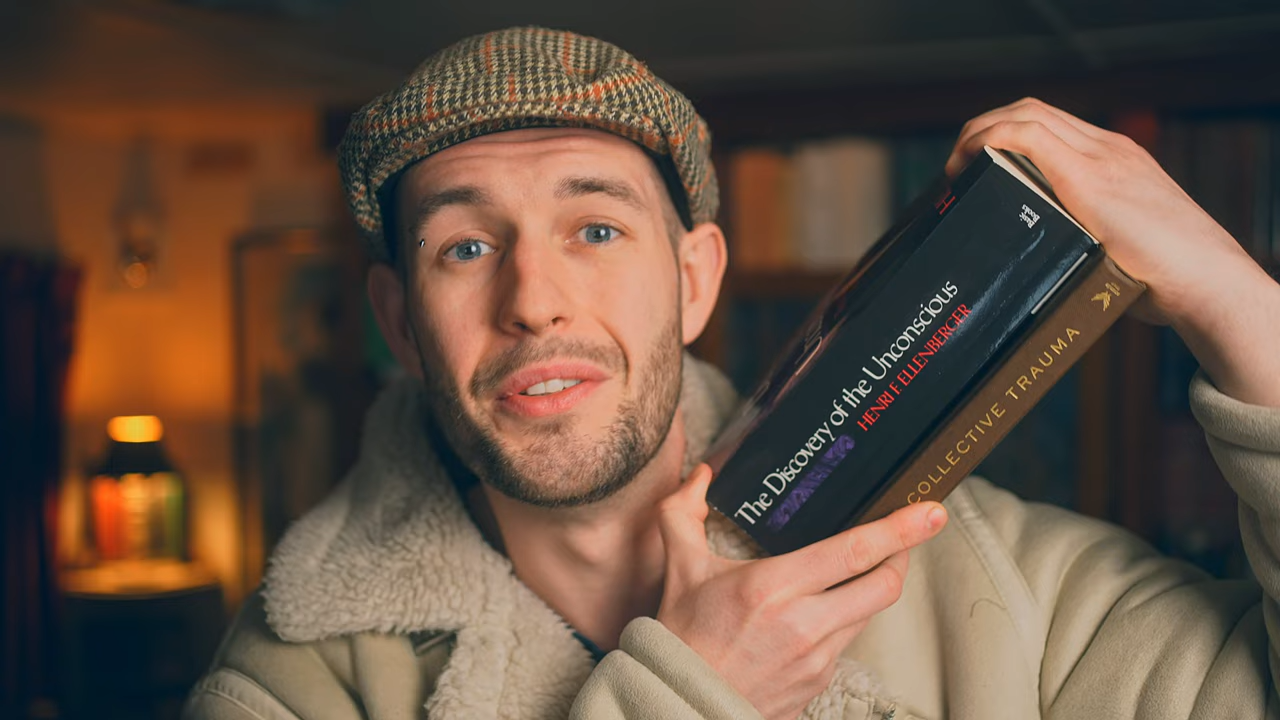 The Discovery of the Unconscious
HENRI F. ELLENBERGER
COLLECTIVE TRAUMA